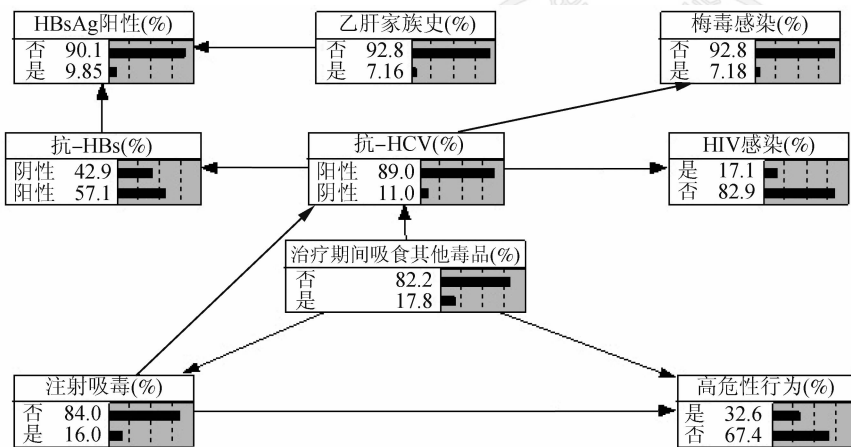 HBsAg阳性(%)
否 90.1
是 9.85
乙肝家族史(%)
否 92.8
是 7.16
梅毒感染(%)
否 92.8
是 7.18
抗-HBs(%)
阴性 42.9
阳性 57.1
抗-HCV(%)
阳性 89.0
阴性 11.0
HIV感染(%)
是 17.1
否 82.9
治疗期间吸食其他毒品(%)
否 82.2
是 17.8
注射吸毒(%)
否 84.0
是 16.0
高危性行为(%)
是 32.6
否 67.4